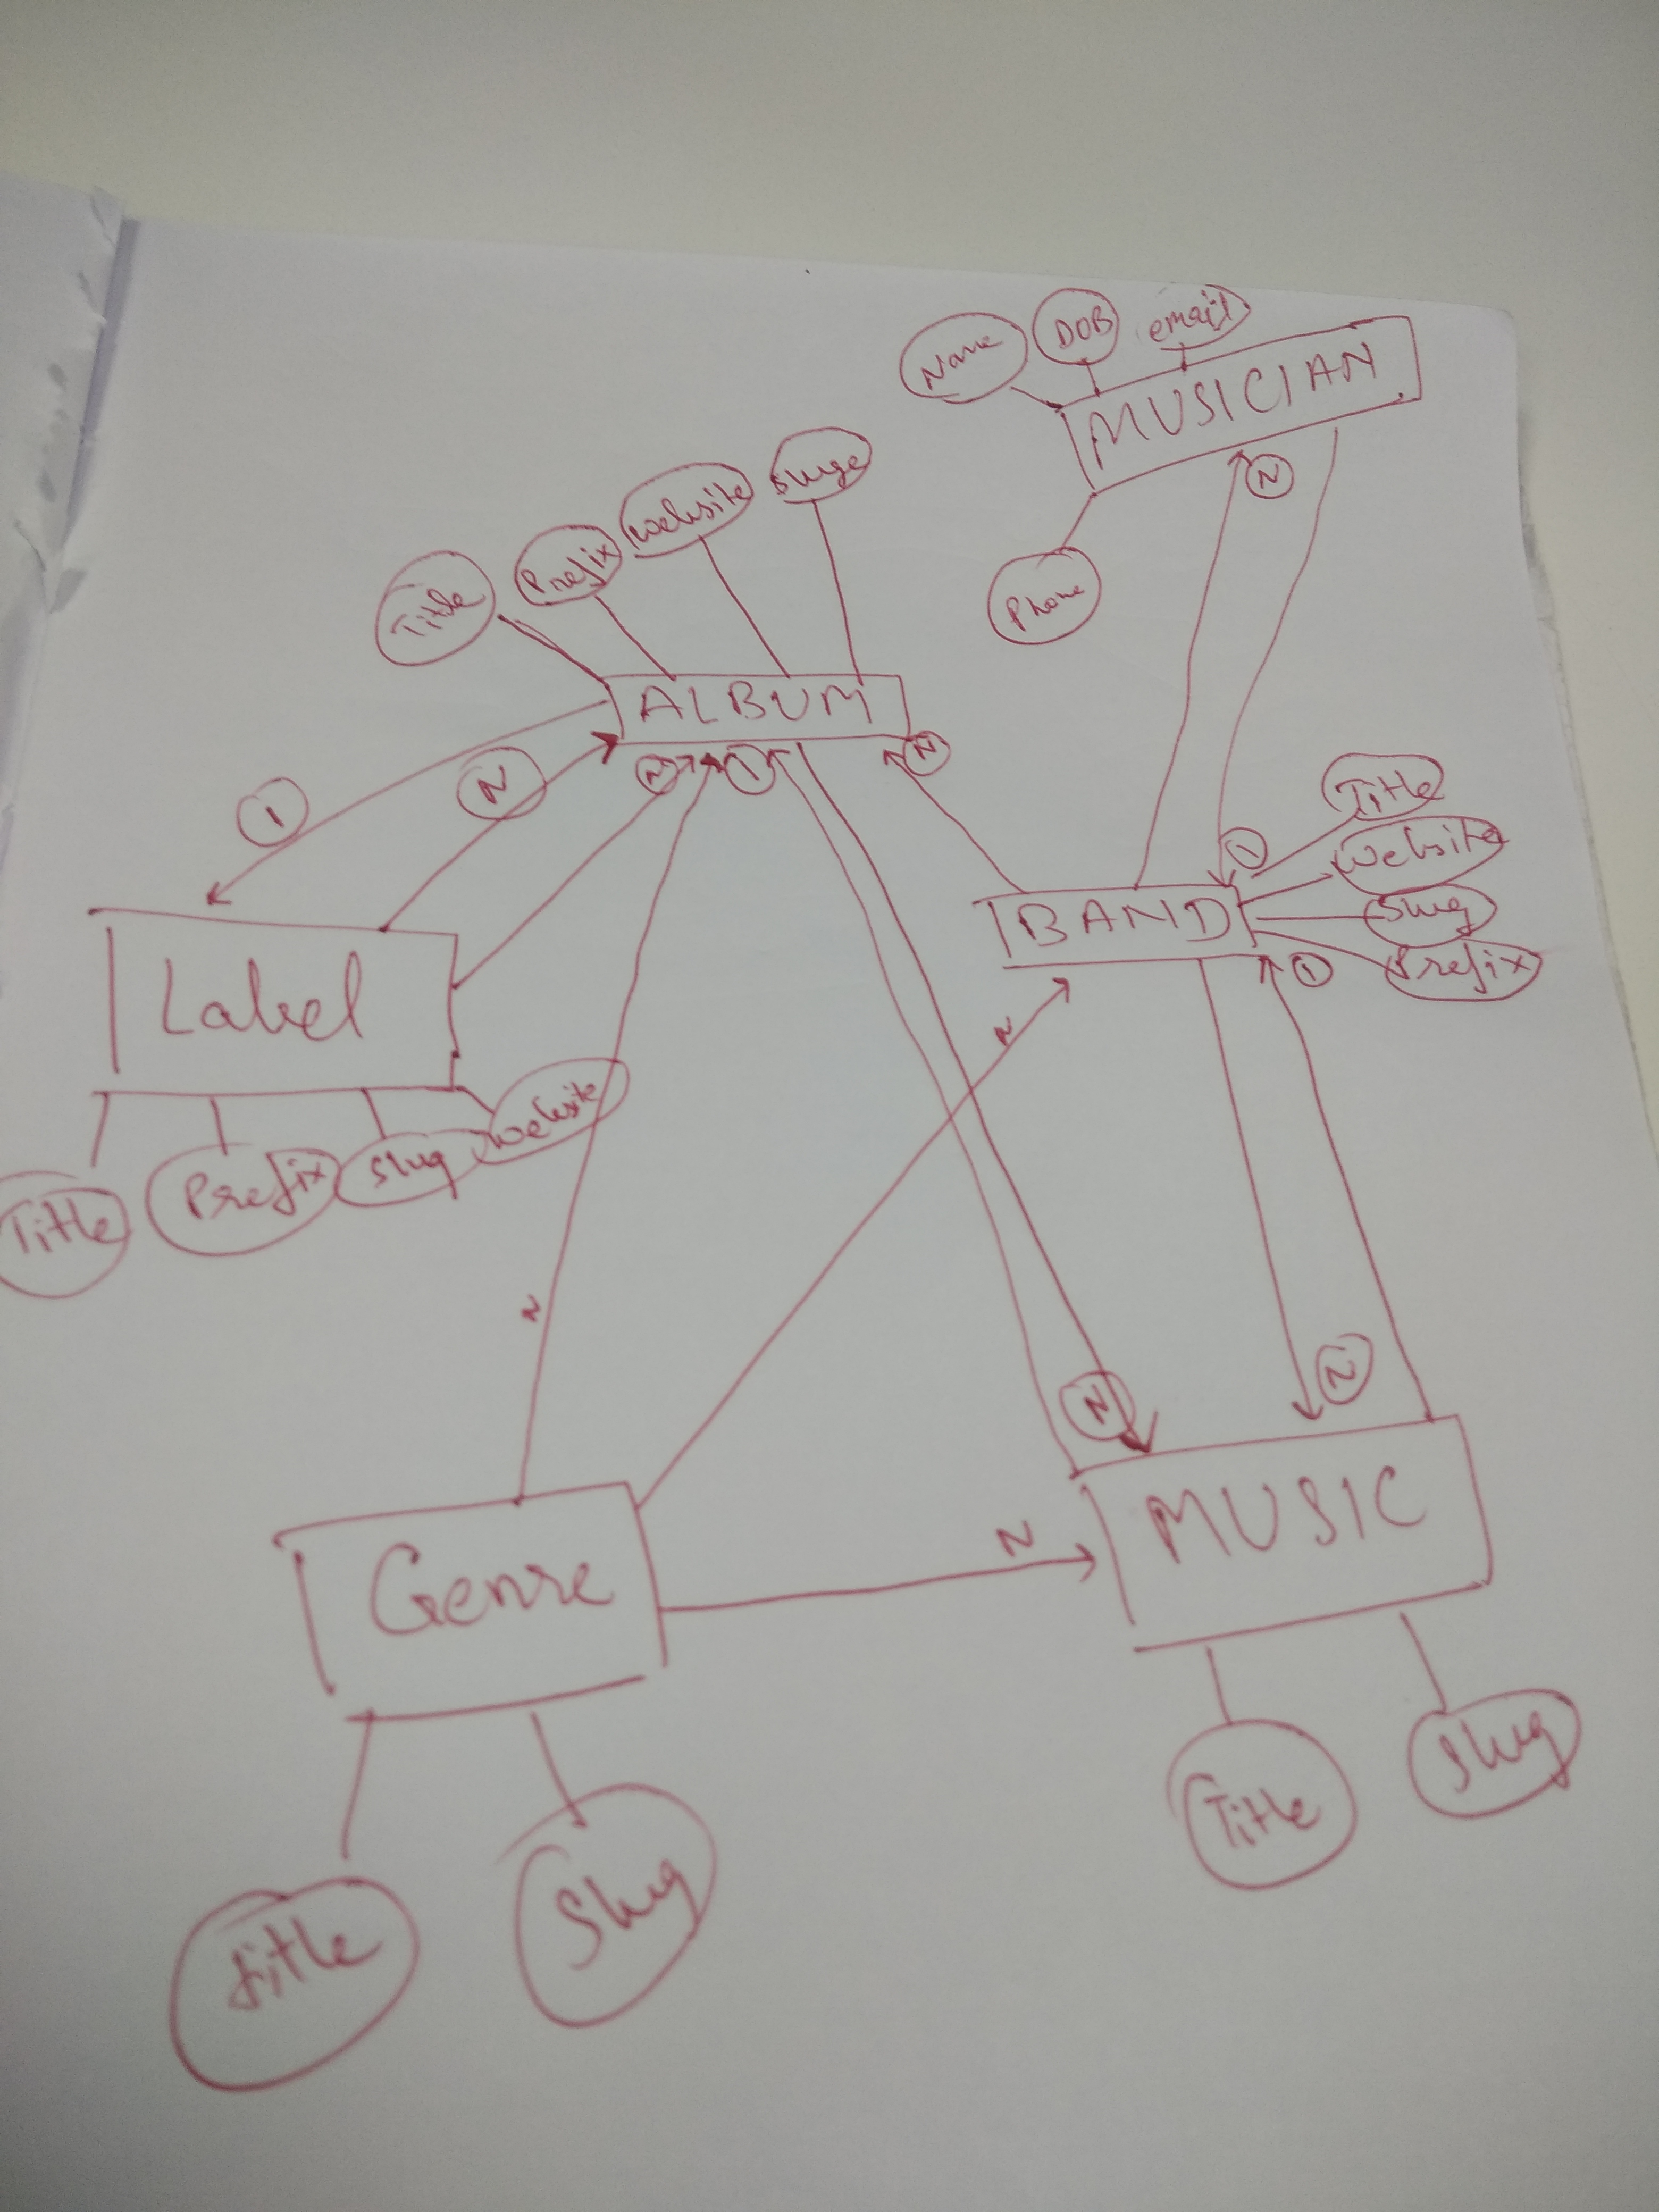 Name
DOB
email
MUSICIAN
N
Phone
Title
Prefix
website
Sluge
ALBUM
1
N
N
1
N
Label
Title
Prefix
Slug
Website
1
Title
Website
Slug
BAND
Prefix
1
N
N
N
N
Genre
N
MUSIC
Title
Slug
Title
Slug